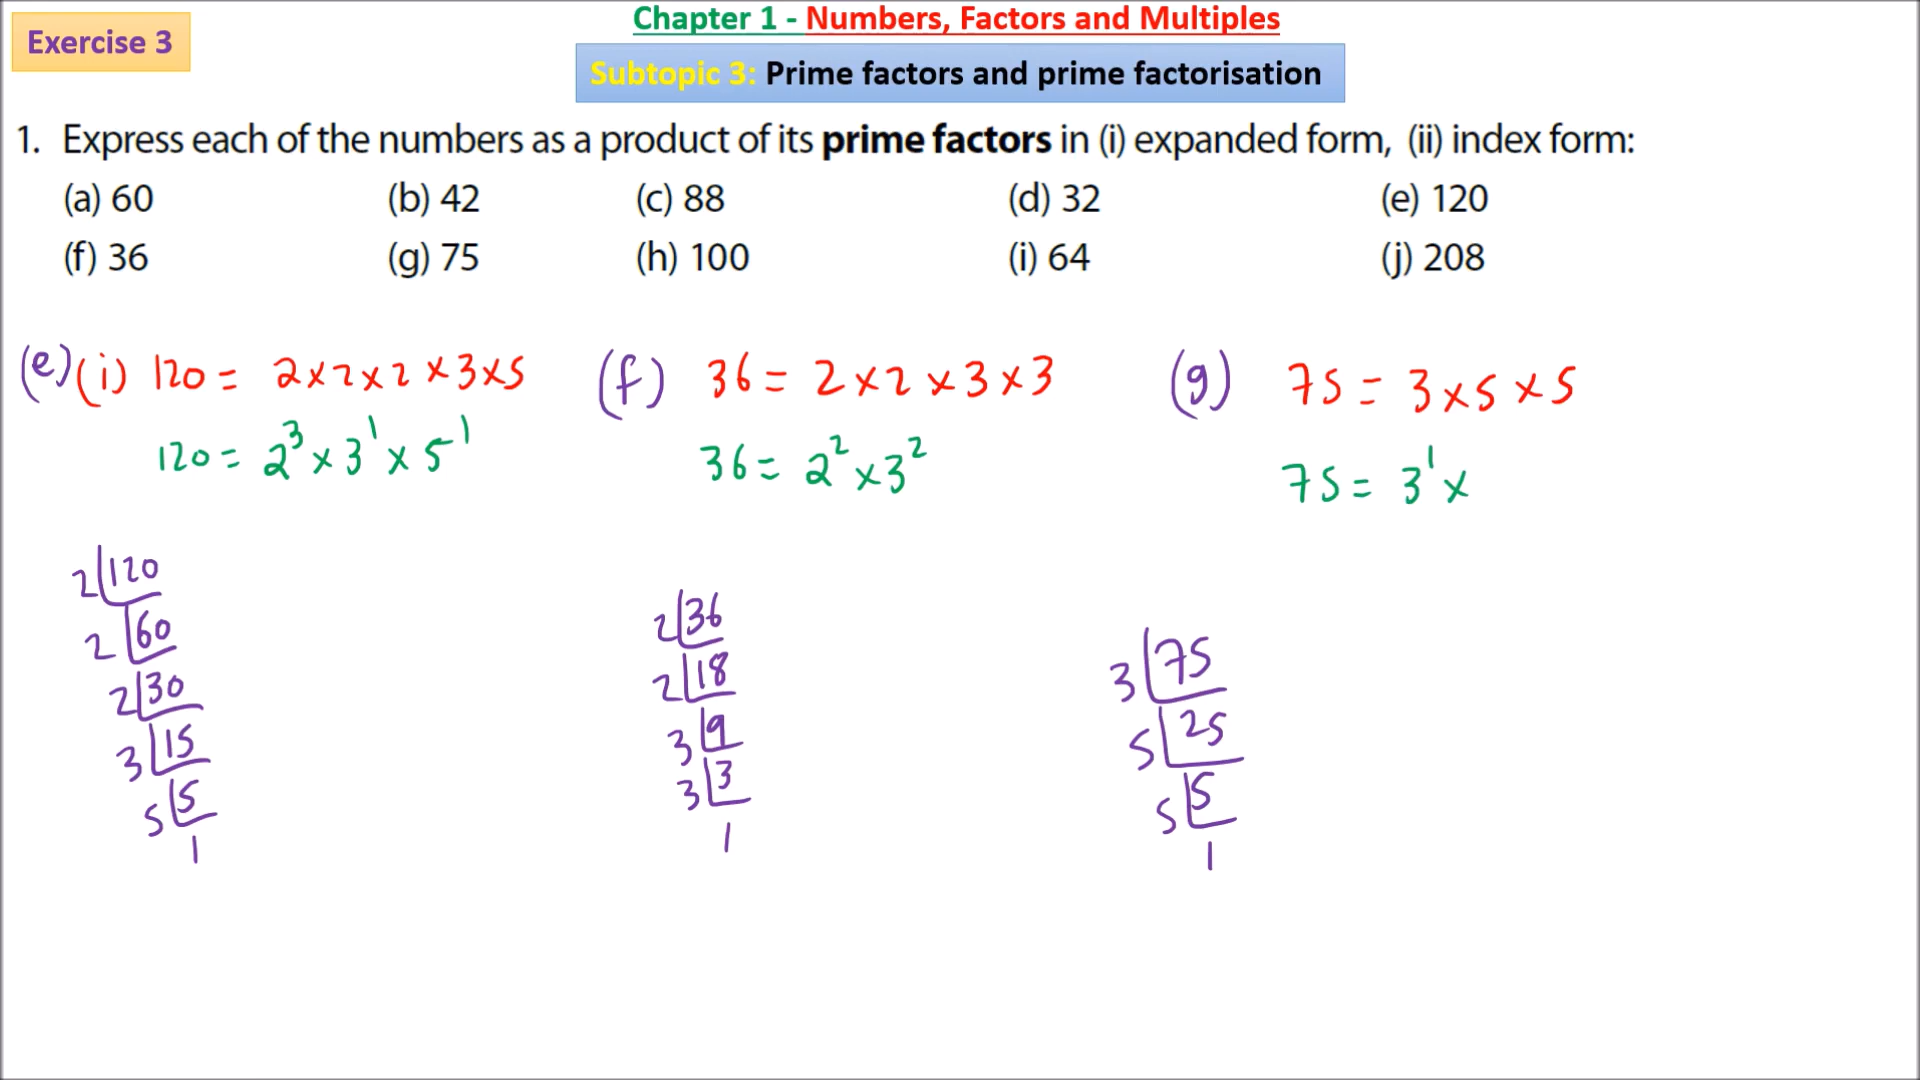 Exercise 3
Chapter 1 - Numbers, Factors and Multiples
Subtopic 3: Prime factors and prime factorisation
1. Express each of the numbers as a product of its prime factors in (i) expanded form, (ii) index form:
(a) 60 (b) 42 (c) 88 (d) 32 (e) 120
(f) 36 (g) 75 (h) 100 (i) 64 (j) 208
(e) (i) 120 = 2 × 2 × 2 × 3 × 5
120 = 2³ × 3¹ × 5¹
2 120
2 60
2 30
3 15
5 5
1
(f) 36 = 2 × 2 × 3 × 3
36 = 2² × 3²
2 36
2 18
3 9
3 3
1
(g) 75 = 3 × 5 × 5
75 = 3¹ ×
3 75
5 25
5 5
1